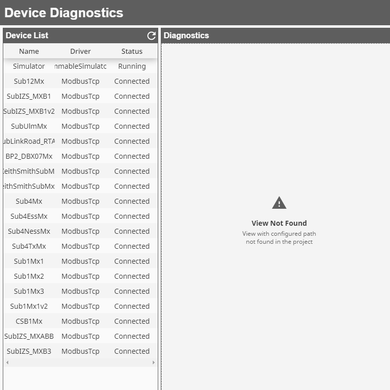 Device Diagnostics
Device List
Diagnostics
Name Driver Status
Simulator mmableSimulatc Running
Sub12Mx ModbusTcp Connected
SubIZS_MXB1 ModbusTcp Connected
SubIZS_MXB1v2 ModbusTcp Connected
SubUlmMx ModbusTcp Connected
ubLinkRoad_RTA ModbusTcp Connected
BP2_DBX07Mx ModbusTcp Connected
eithSmithSubM ModbusTcp Connected
eithSmithSubMx ModbusTcp Connected
Sub4Mx ModbusTcp Connected
Sub4EssMx ModbusTcp Connected
Sub4NessMx ModbusTcp Connected
Sub4TxMx ModbusTcp Connected
Sub1Mx1 ModbusTcp Connected
Sub1Mx2 ModbusTcp Connected
Sub1Mx3 ModbusTcp Connected
Sub1Mx1v2 ModbusTcp Connected
CSB1Mx ModbusTcp Connected
SubIZS_MXABB ModbusTcp Connected
SubIZS_MXB3 ModbusTcp Connected
View Not Found
View with configured path
not found in the project